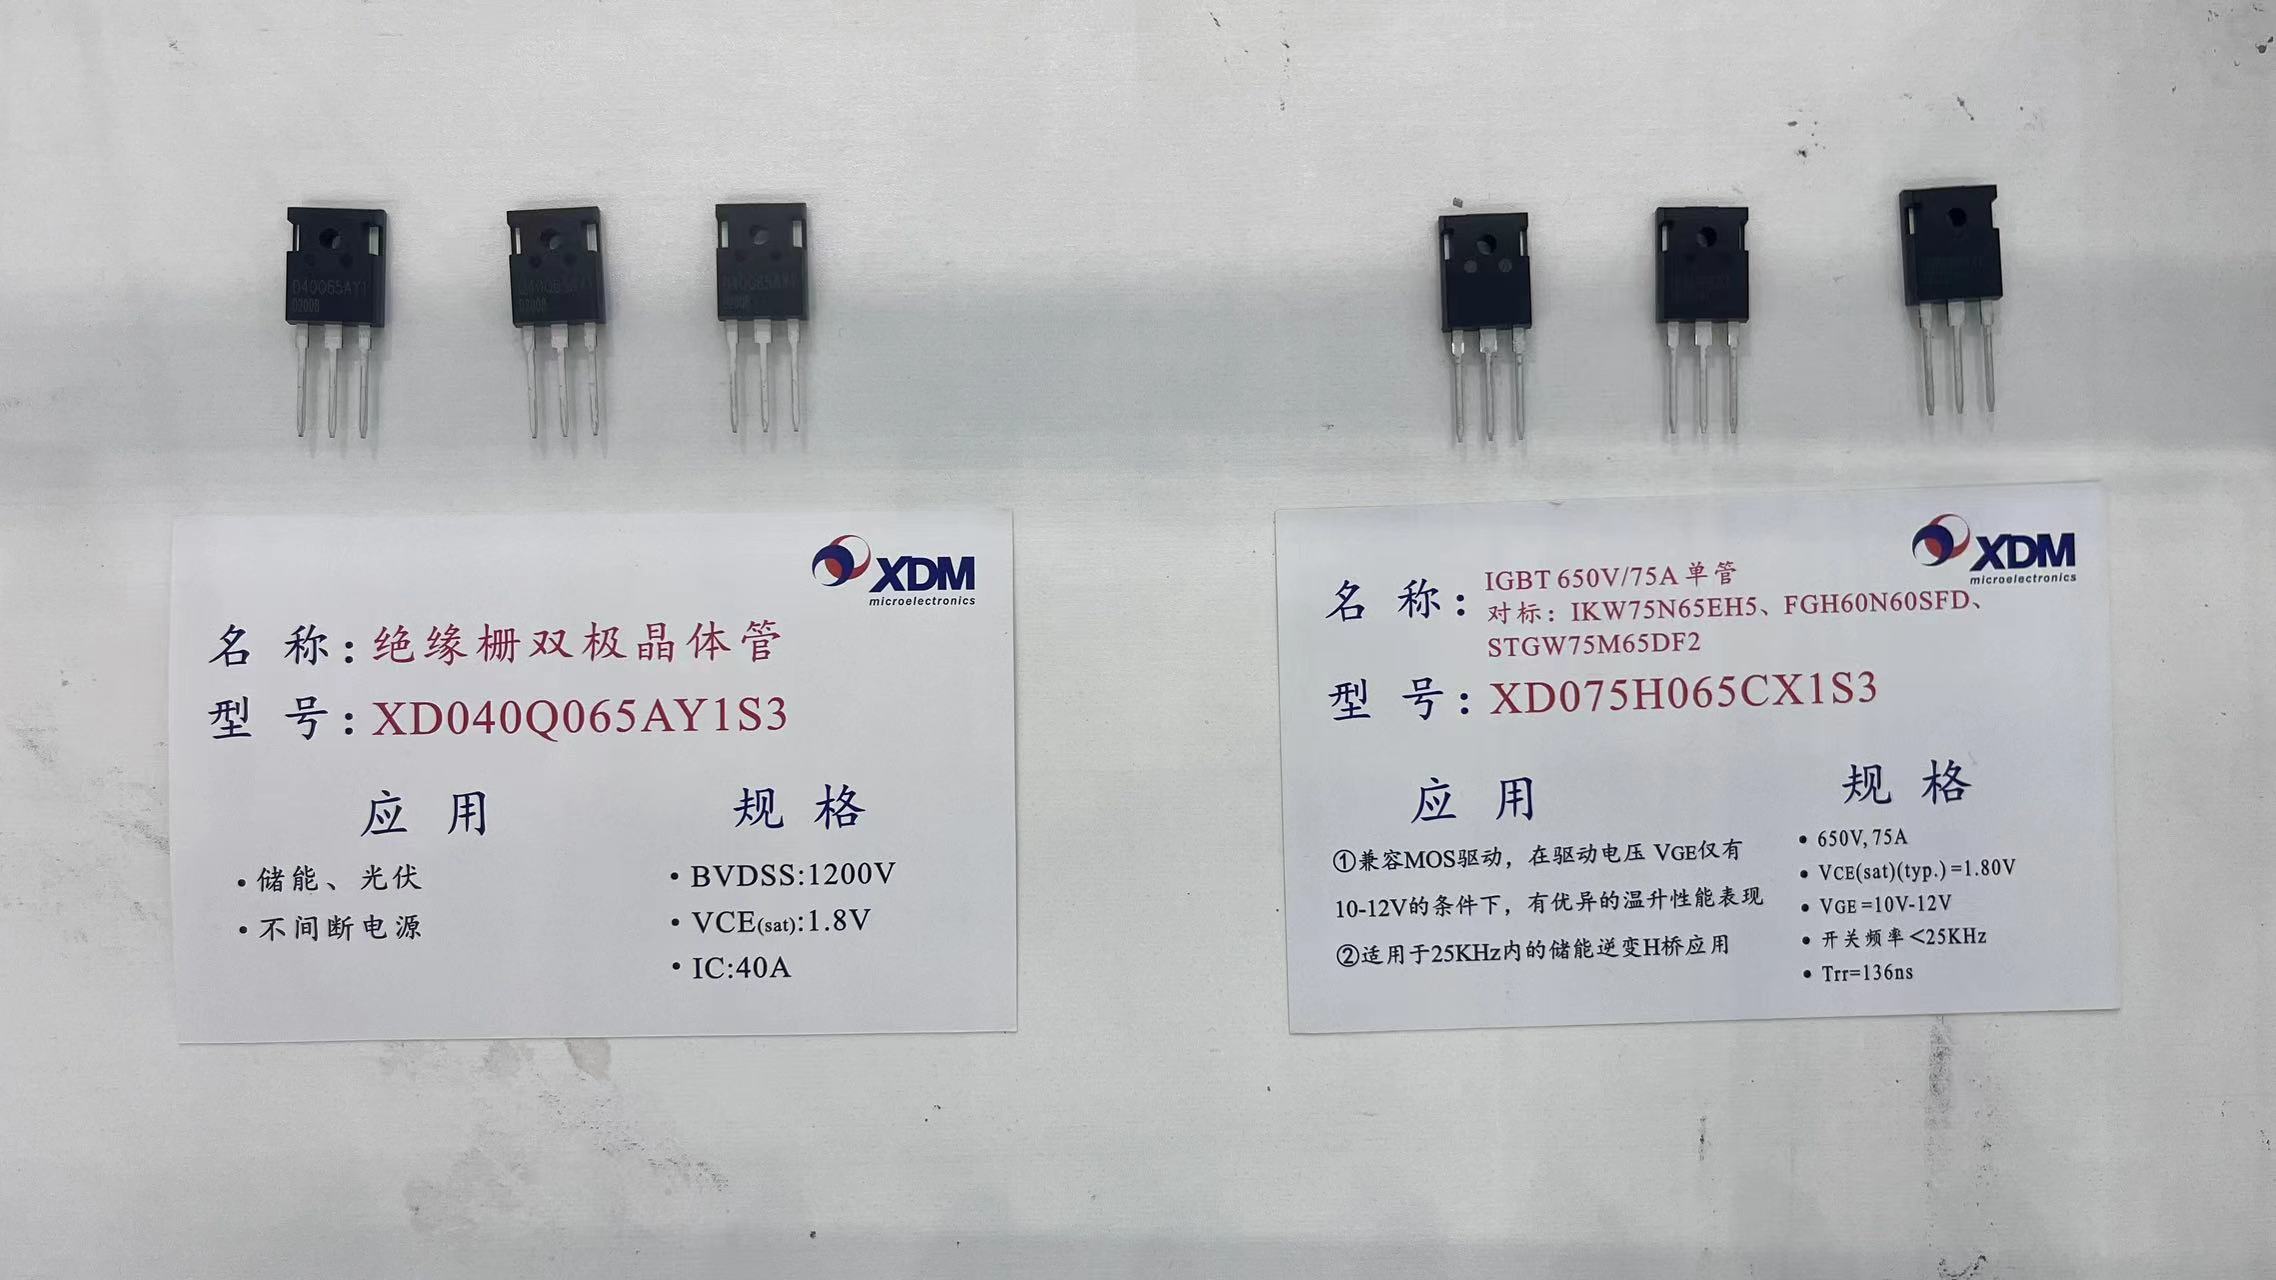 D40065AY1
D200B
XDM
microelectronics
名 称：绝缘栅双极晶体管
型 号：XD040Q065AY1S3
应 用
• 储能、光伏
• 不间断电源
规 格
• BVDSS:1200V
• VCE(sat):1.8V
• IC:40A
XDM
microelectronics
名 称：IGBT 650V/75A 单管
对标：IKW75N65EH5、FGH60N60SFD、
STGW75M65DF2
型 号：XD075H065CX1S3
应 用
①兼容MOS驱动，在驱动电压 VGE仅有
10-12V的条件下，有优异的温升性能表现
②适用于25KHz内的储能逆变H桥应用
规 格
• 650V, 75A
• VCE(sat)(typ.)=1.80V
• VGE=10V-12V
• 开关频率<25KHz
• Trr=136ns